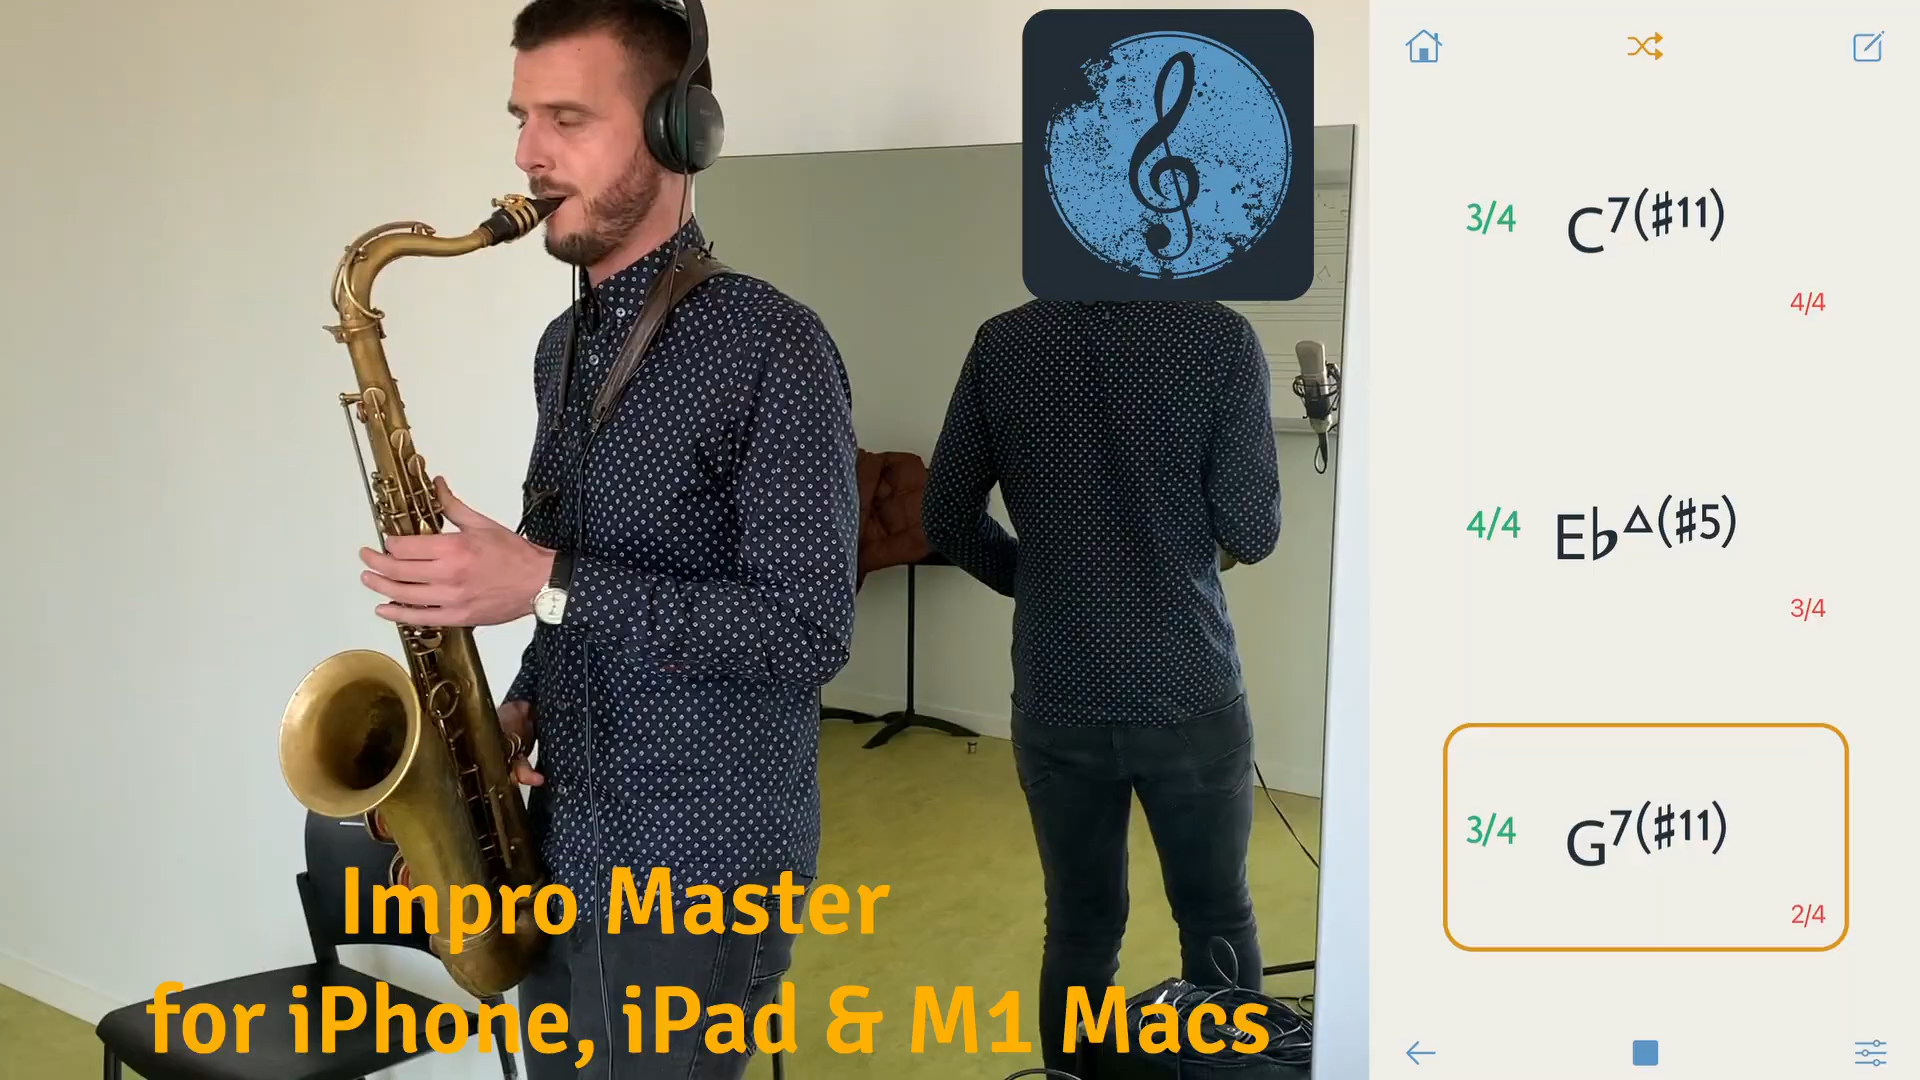 3/4 C7(♯11)
4/4
4/4 E♭△(♯5)
3/4
3/4 G7(♯11)
2/4
Impro Master
for iPhone, iPad & M1 Macs